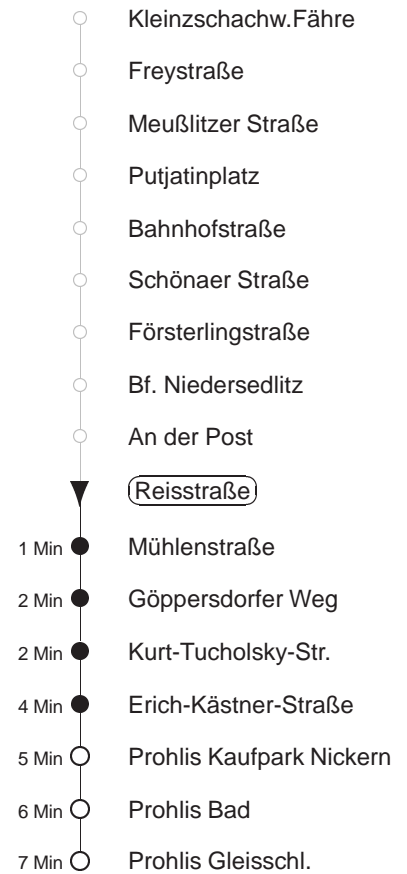 Kleinzschachw.Fähre
Freystraße
Meußlitzer Straße
Putjatinplatz
Bahnhofstraße
Schönaer Straße
Försterlingstraße
Bf. Niedersedlitz
An der Post
Reisstraße
1 Min Mühlenstraße
2 Min Göppersdorfer Weg
2 Min Kurt-Tucholsky-Str.
4 Min Erich-Kästner-Straße
5 Min Prohlis Kaufpark Nickern
6 Min Prohlis Bad
7 Min Prohlis Gleisschl.